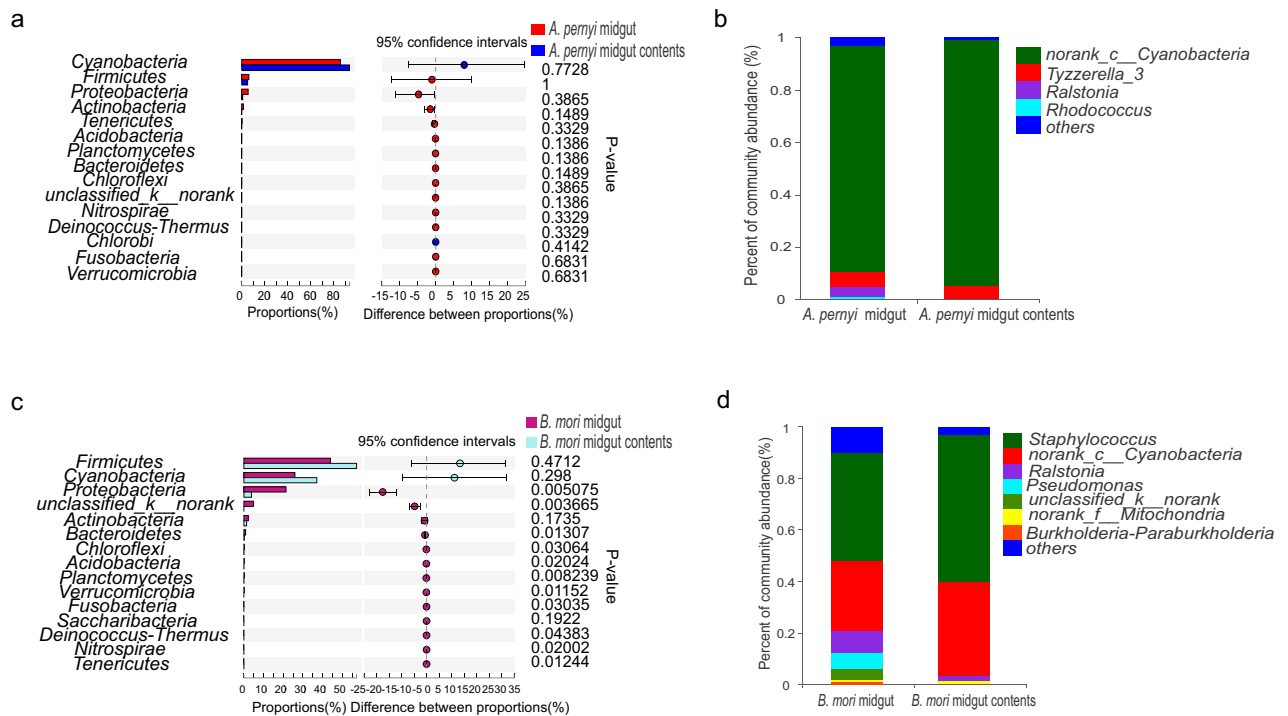 a
A. pernyi midgut
A. pernyi midgut contents
95% confidence intervals
Cyanobacteria
Firmicutes
Proteobacteria
Actinobacteria
Tenericutes
Acidobacteria
Planctomycetes
Bacteroidetes
Chloroflexi
unclassified_k__norank
Nitrospirae
Deinococcus-Thermus
Chlorobi
Fusobacteria
Verrucomicrobia
0.7728
1
0.3865
0.1489
0.3329
0.1386
0.1386
0.1489
0.3865
0.1386
0.3329
0.3329
0.4142
0.6831
0.6831
P-value
0 20 40 60 80
Proportions(%)
-15 -10 -5 0 5 10 15 20 25
Difference between proportions(%)
b
Percent of community abundance (%)
1
0.8
0.6
0.4
0.2
0
A. pernyi midgut
A. pernyi midgut contents
norank_c__Cyanobacteria
Tyzzerella_3
Ralstonia
Rhodococcus
others
c
B. mori midgut
B. mori midgut contents
95% confidence intervals
Firmicutes
Cyanobacteria
Proteobacteria
unclassified_k__norank
Actinobacteria
Bacteroidetes
Chloroflexi
Acidobacteria
Planctomycetes
Verrucomicrobia
Fusobacteria
Saccharibacteria
Deinococcus-Thermus
Nitrospirae
Tenericutes
0.4712
0.298
0.005075
0.003665
0.1735
0.01307
0.03064
0.02024
0.008239
0.01152
0.03035
0.1922
0.04383
0.02002
0.01244
P-value
0 10 20 30 40 50
Proportions(%)
-25 -20 -15 -10 -5 0 5 10 15 20 25 30 35
Difference between proportions(%)
d
Percent of community abundance(%)
1
0.8
0.6
0.4
0.2
0
B. mori midgut
B. mori midgut contents
Staphylococcus
norank_c__Cyanobacteria
Ralstonia
Pseudomonas
unclassified_k__norank
norank_f__Mitochondria
Burkholderia-Paraburkholderia
others